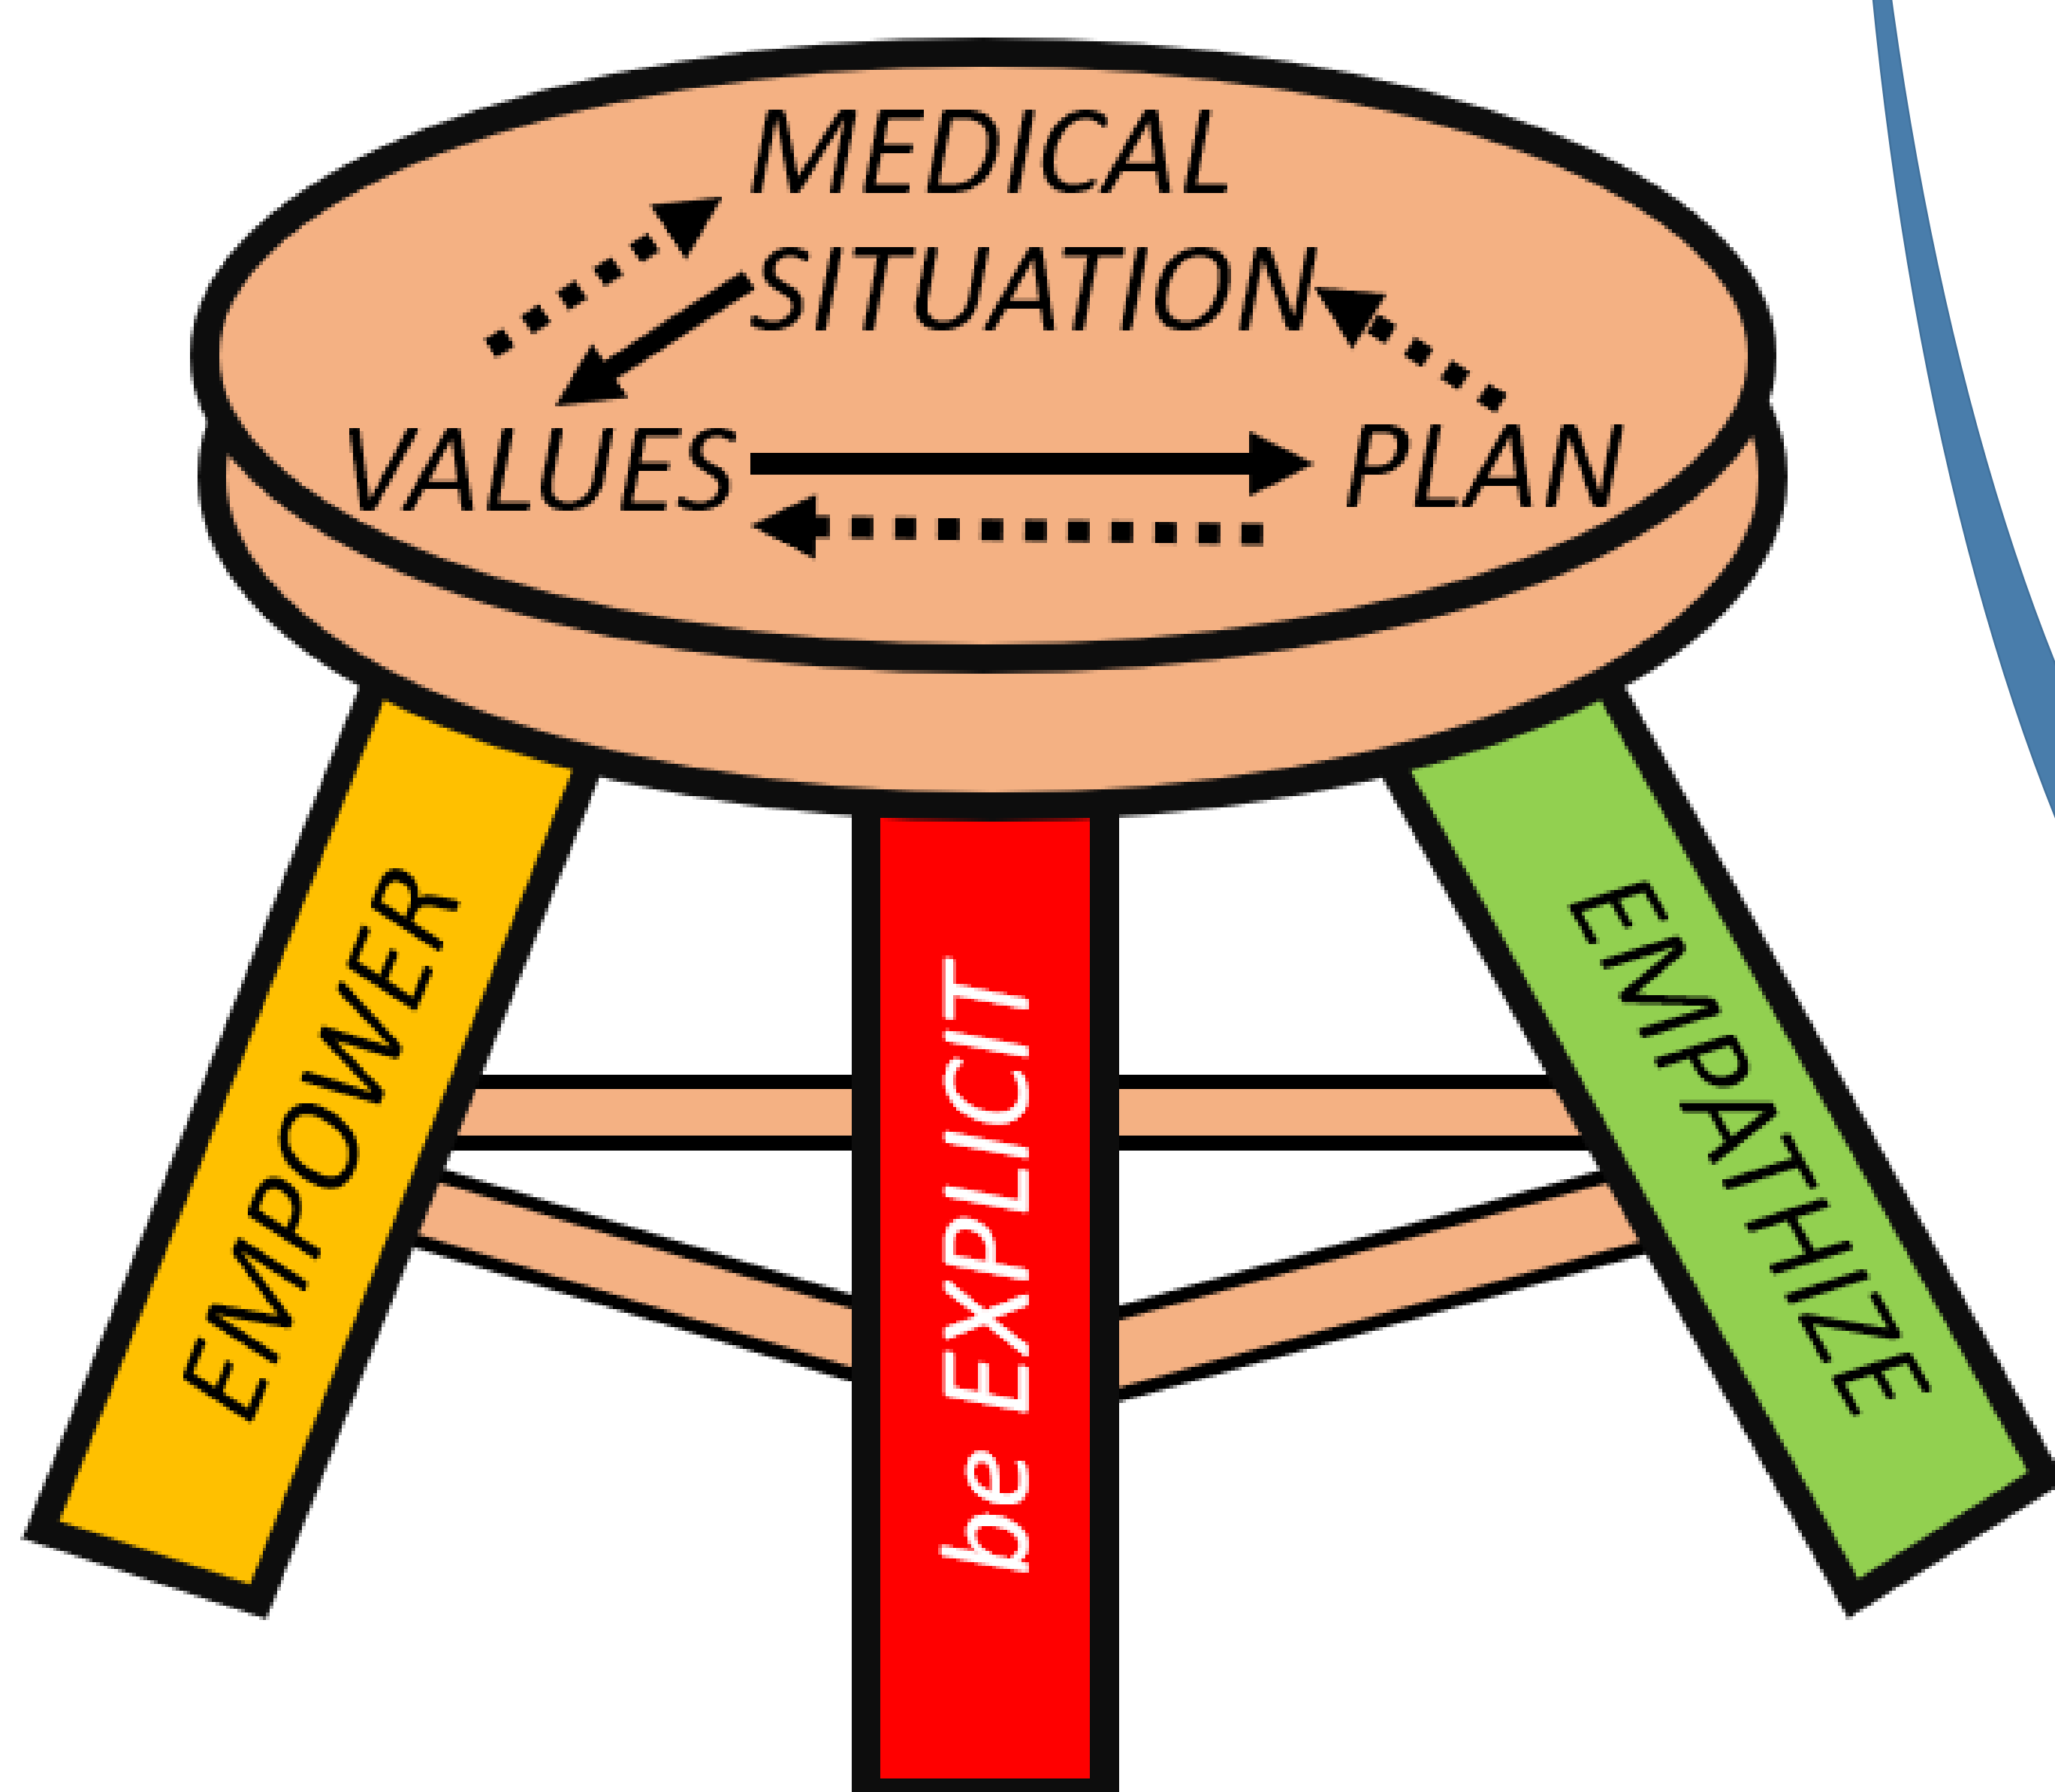 MEDICAL
SITUATION
VALUES
PLAN
EMPOWER
be EXPLICIT
EMPATHIZE